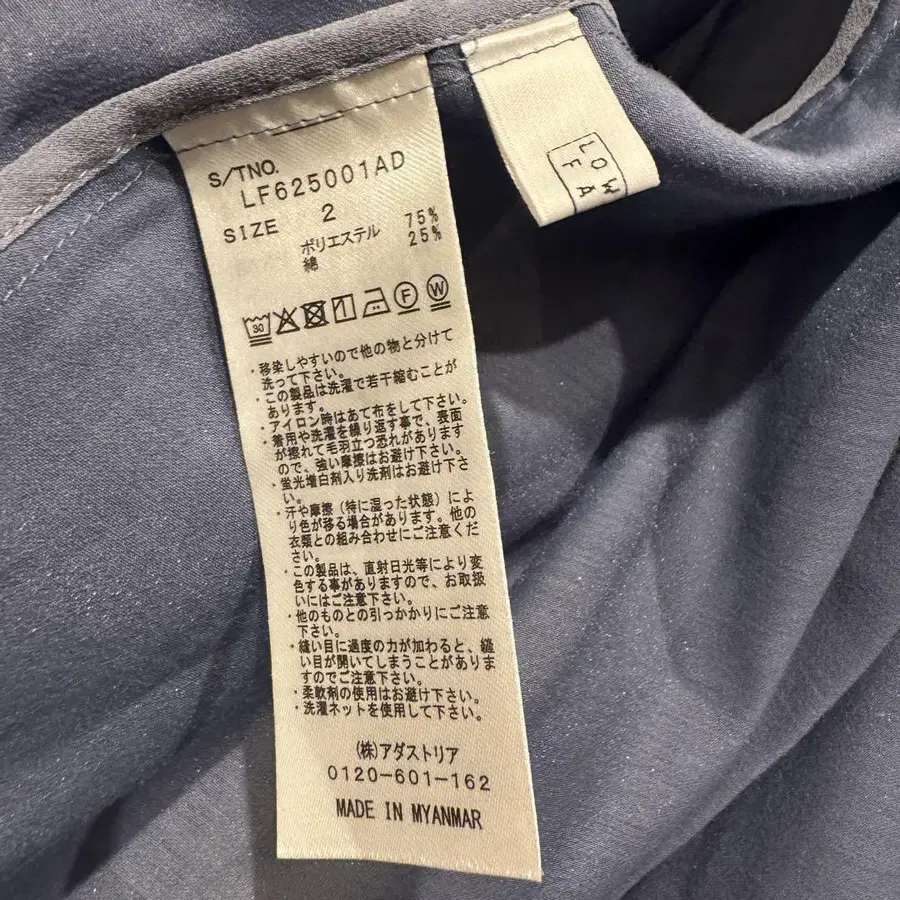 S/TNO.
LF625001AD
SIZE 2
ポリエステル 75%
綿 25%
30
F
W
・移染しやすいので他の物と分けて
洗って下さい。
・この製品は洗濯で若干縮むことが
あります。
・アイロン時はあて布をして下さい。
・着用や洗濯を繰り返す事で、表面
が擦れて毛羽立つ恐れがあります
ので、強い摩擦はお避け下さい。
・蛍光増白剤入り洗剤はお避け下さ
い。
・汗や摩擦(特に湿った状態)によ
り色が移る場合があります。他の
衣類との組み合わせにご注意くだ
さい。
・この製品は、直射日光等により変
色する事がありますので、お取扱
いにはご注意下さい。
・他のものとの引っかかりにご注意
下さい。
・縫い目に過度の力が加わると、縫
い目が開いてしまうことがありま
すのでご注意下さい。
・柔軟剤の使用はお避け下さい。
・洗濯ネットを使用して下さい。
(株)アダストリア
0120-601-162
MADE IN MYANMAR
LOW
FA